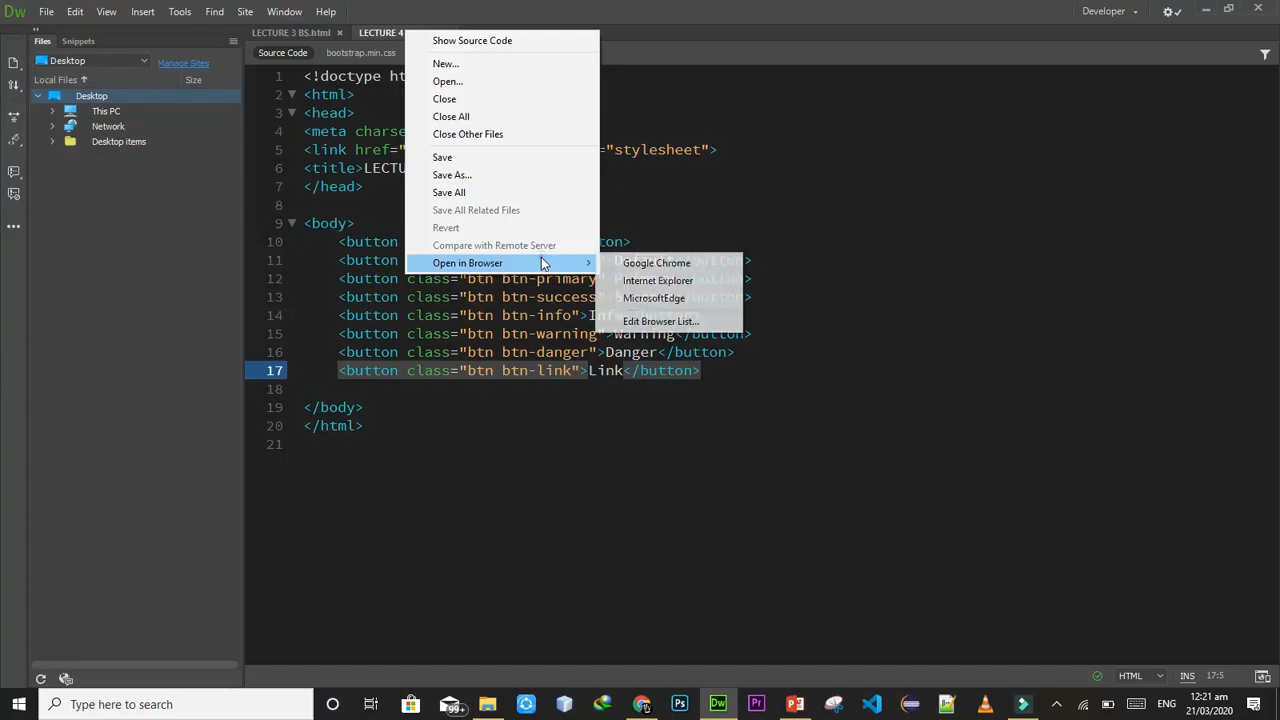 Dw File Edit View Insert Tools Find Site Window Help Developer
Files Snippets
Desktop Manage Sites
Local Files Size
Desktop
This PC
Network
Desktop items
LECTURE 3 BS.html × LECTURE 4
Source Code bootstrap.min.css
Show Source Code
New...
Open...
Close
Close All
Close Other Files
Save
Save As...
Save All
Save All Related Files
Revert
Compare with Remote Server
Open in Browser
Google Chrome
Internet Explorer
MicrosoftEdge
Edit Browser List...
1 <!doctype
2 <html>
3 <head>
4 <meta
5 <link href=" "stylesheet">
6 <title>
7 </head>
8
9 <body>
10 <button
11 <button
12 <button class="btn btn-primary"
13 <button class="btn btn-success"
14 <button class="btn btn-info">
15 <button class="btn btn-warning">Warning</button>
16 <button class="btn btn-danger">Danger</button>
17 <button class="btn btn-link">Link</button>
18
19 </body>
20 </html>
21
HTML INS 17:5
Type here to search
99+
Ps Dw Pr
ENG
12:21 am
21/03/2020